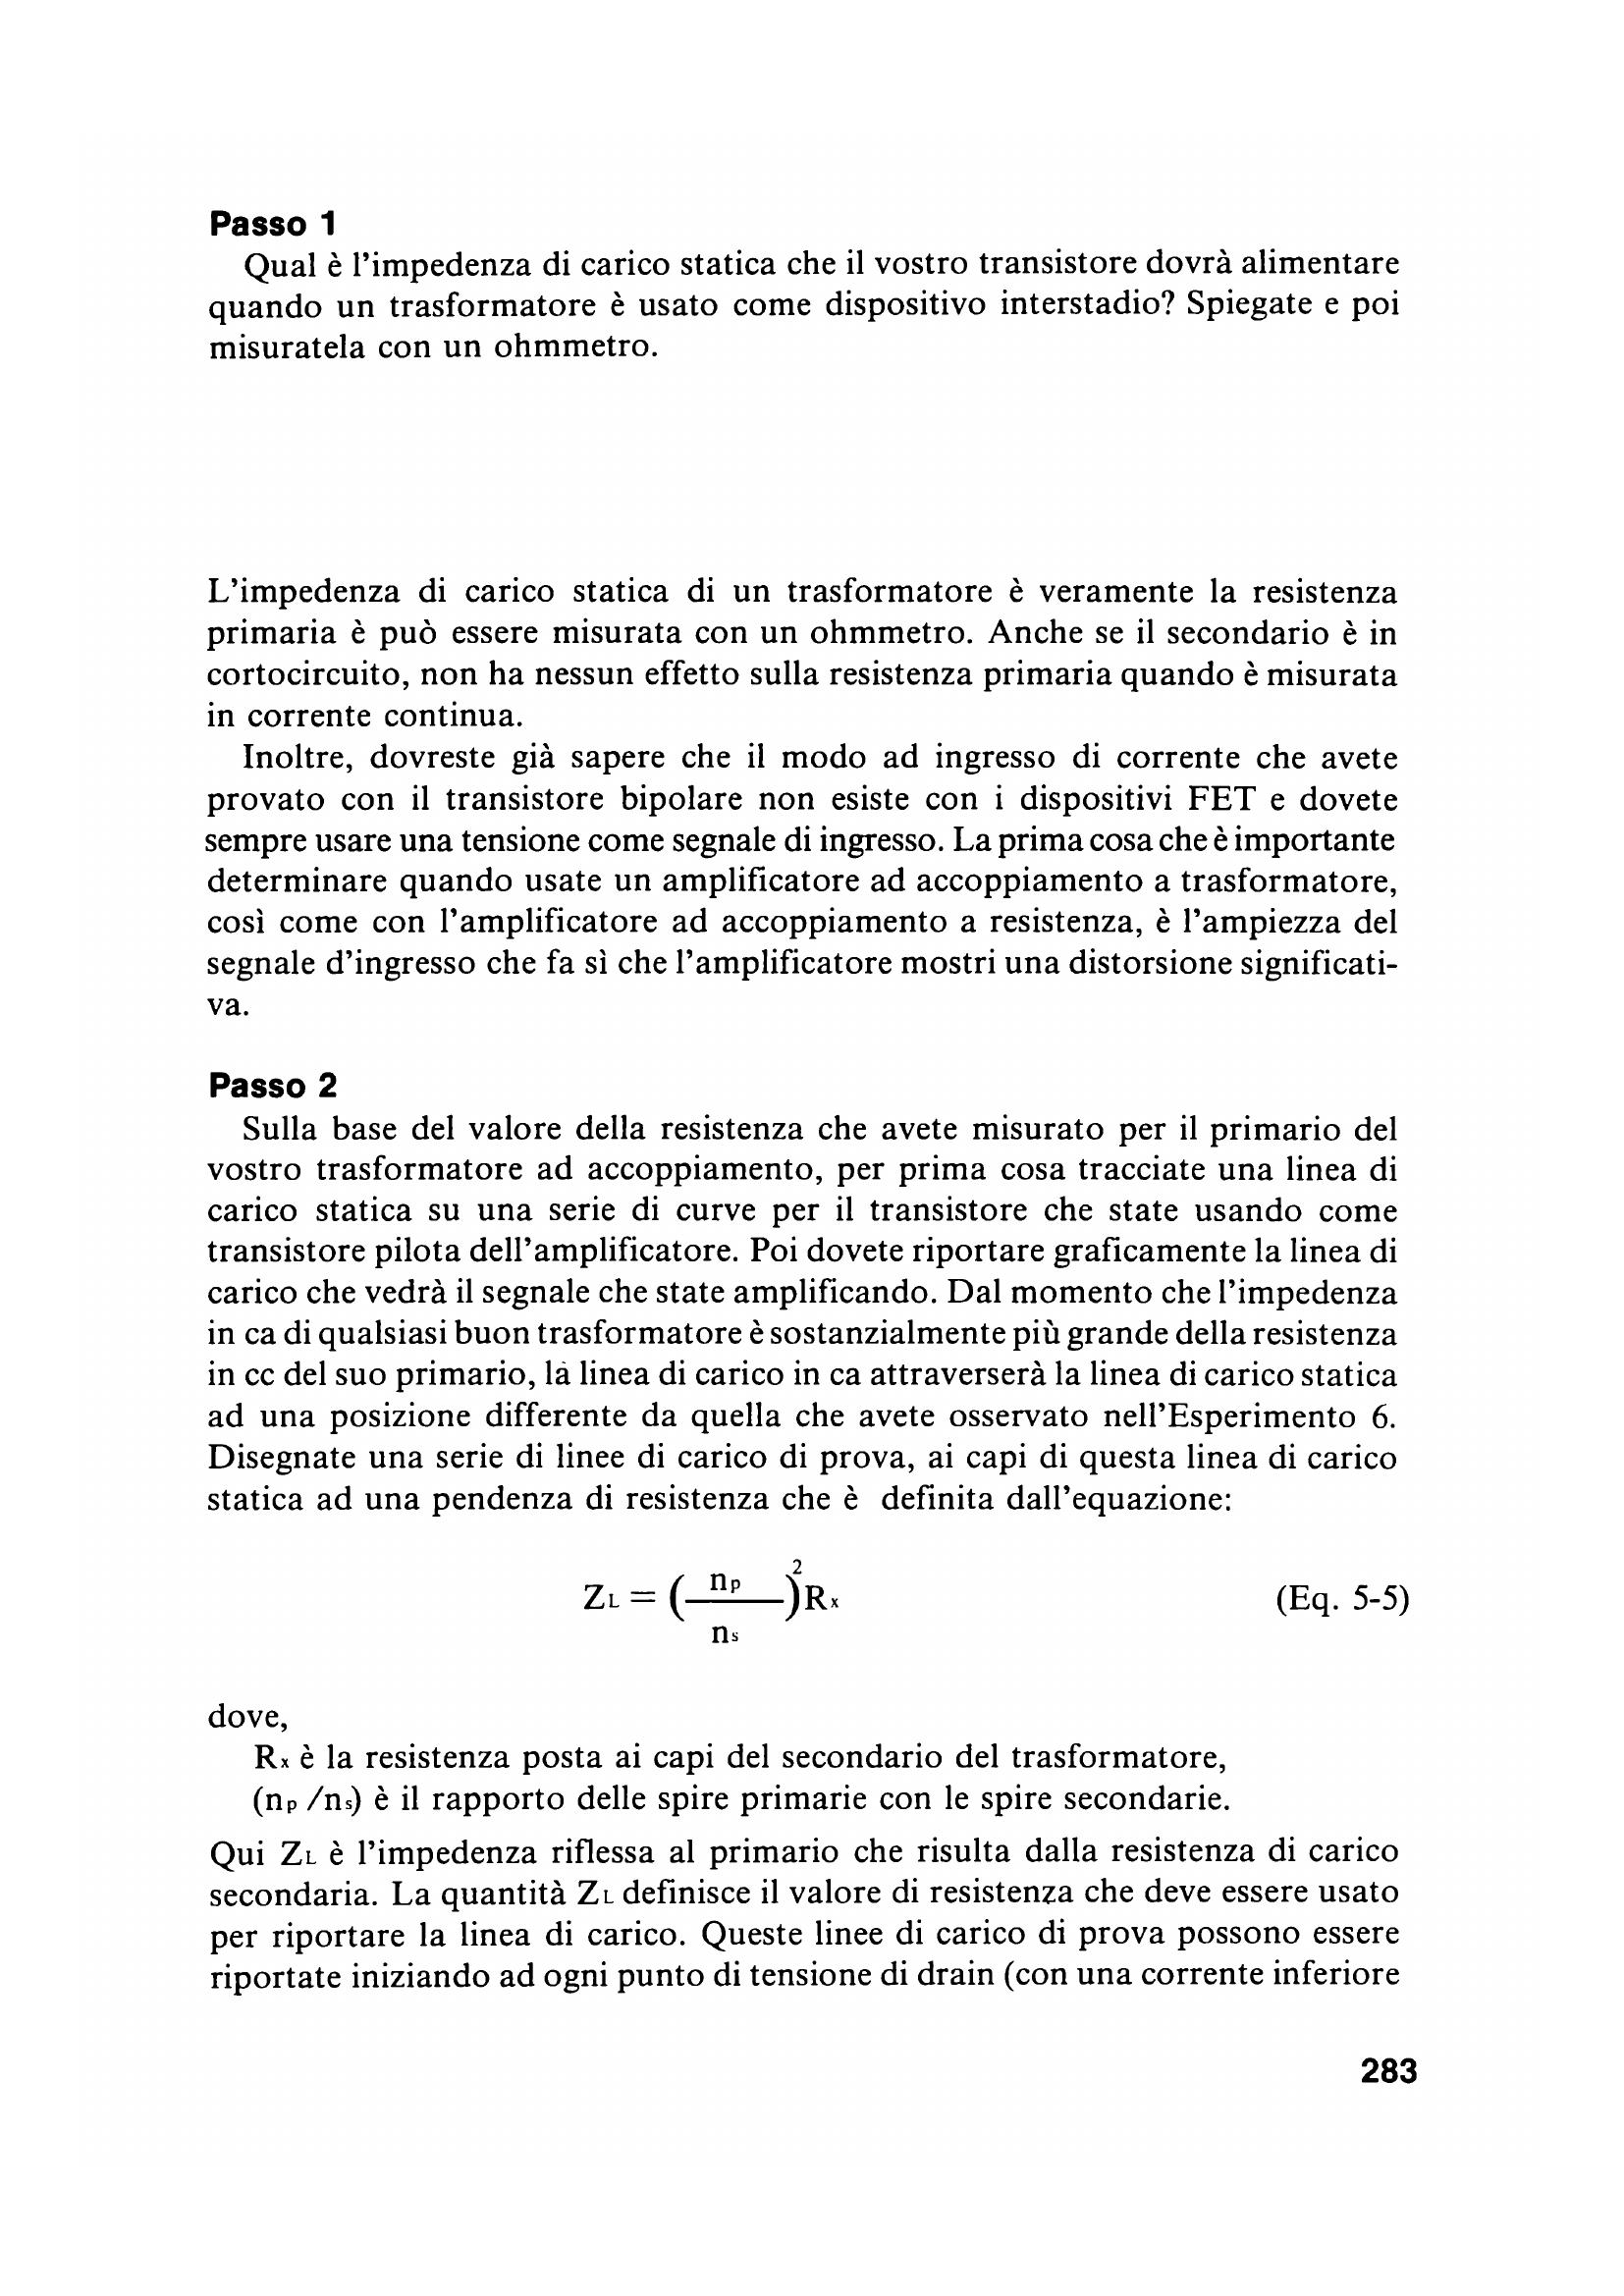 Passo 1
Qual è l'impedenza di carico statica che il vostro transistore dovrà alimentare
quando un trasformatore è usato come dispositivo interstadio? Spiegate e poi
misuratela con un ohmmetro.
L'impedenza di carico statica di un trasformatore è veramente la resistenza
primaria è può essere misurata con un ohmmetro. Anche se il secondario è in
cortocircuito, non ha nessun effetto sulla resistenza primaria quando è misurata
in corrente continua.
Inoltre, dovreste già sapere che il modo ad ingresso di corrente che avete
provato con il transistore bipolare non esiste con i dispositivi FET e dovete
sempre usare una tensione come segnale di ingresso. La prima cosa che è importante
determinare quando usate un amplificatore ad accoppiamento a trasformatore,
così come con l'amplificatore ad accoppiamento a resistenza, è l'ampiezza del
segnale d'ingresso che fa sì che l'amplificatore mostri una distorsione significati-
va.
Passo 2
Sulla base del valore della resistenza che avete misurato per il primario del
vostro trasformatore ad accoppiamento, per prima cosa tracciate una linea di
carico statica su una serie di curve per il transistore che state usando come
transistore pilota dell'amplificatore. Poi dovete riportare graficamente la linea di
carico che vedrà il segnale che state amplificando. Dal momento che l'impedenza
in ca di qualsiasi buon trasformatore è sostanzialmente più grande della resistenza
in cc del suo primario, la linea di carico in ca attraverserà la linea di carico statica
ad una posizione differente da quella che avete osservato nell'Esperimento 6.
Disegnate una serie di linee di carico di prova, ai capi di questa linea di carico
statica ad una pendenza di resistenza che è definita dall'equazione:
Z_L = (n_p / n_s)^2 R_x (Eq. 5-5)
dove,
R_x è la resistenza posta ai capi del secondario del trasformatore,
(n_p /n_s) è il rapporto delle spire primarie con le spire secondarie.
Qui Z_L è l'impedenza riflessa al primario che risulta dalla resistenza di carico
secondaria. La quantità Z_L definisce il valore di resistenza che deve essere usato
per riportare la linea di carico. Queste linee di carico di prova possono essere
riportate iniziando ad ogni punto di tensione di drain (con una corrente inferiore
283